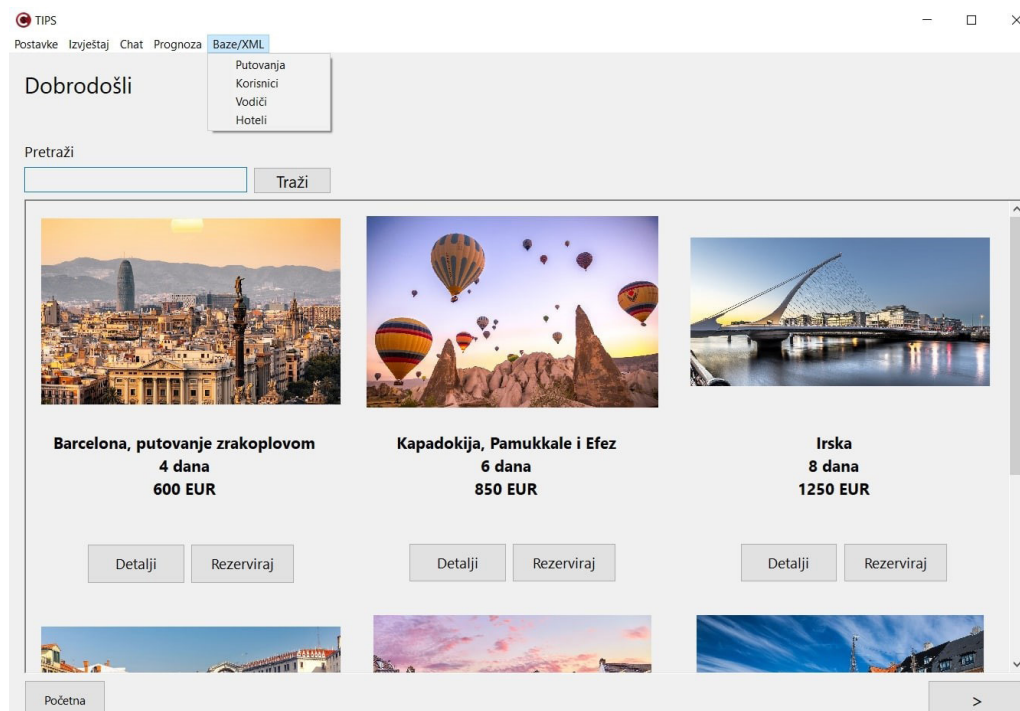 TIPS
Postavke Izvještaj Chat Prognoza Baze/XML
Putovanja
Korisnici
Vodiči
Hoteli
Dobrodošli
Pretraži
Traži
Barcelona, putovanje zrakoplovom
4 dana
600 EUR
Detalji Rezerviraj
Kapadokija, Pamukkale i Efez
6 dana
850 EUR
Detalji Rezerviraj
Irska
8 dana
1250 EUR
Detalji Rezerviraj
Početna >